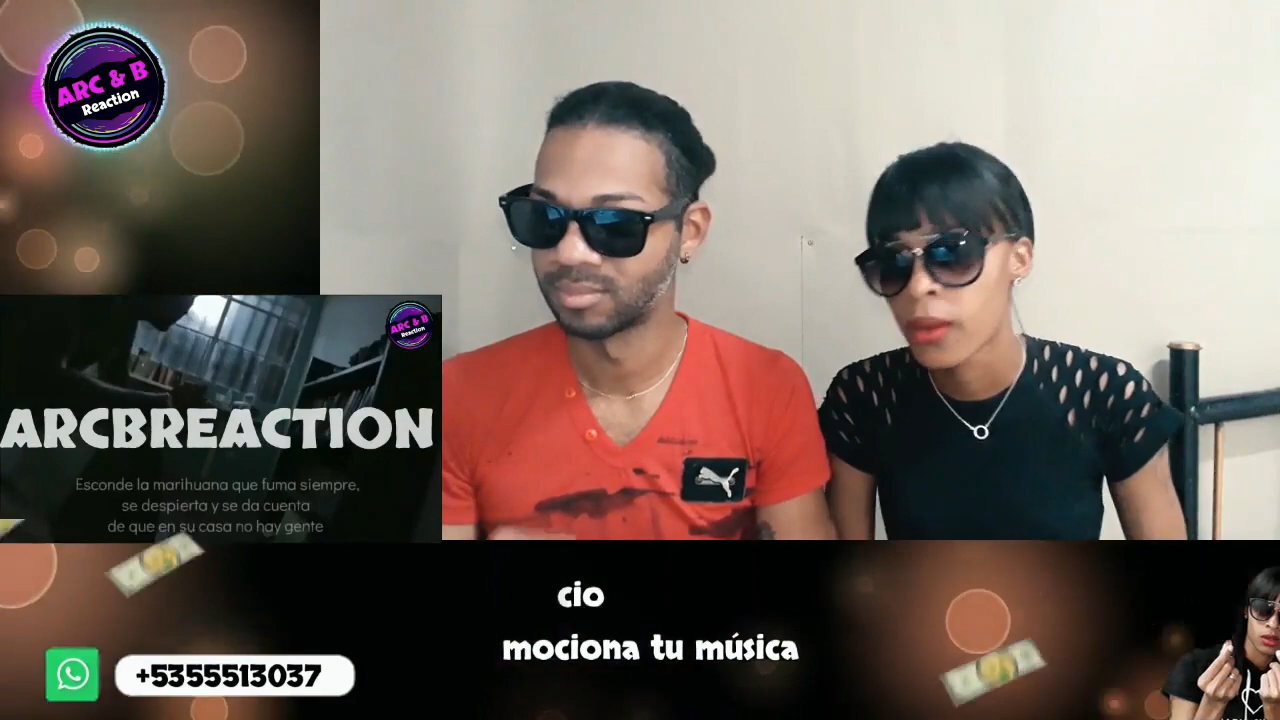 ARC & B
Reaction
ARC & B
Reaction
ARCBREACTION
Esconde la marihuana que fuma siempre,
se despierta y se da cuenta
de que en su casa no hay gente
cio
mociona tu música
+5355513037